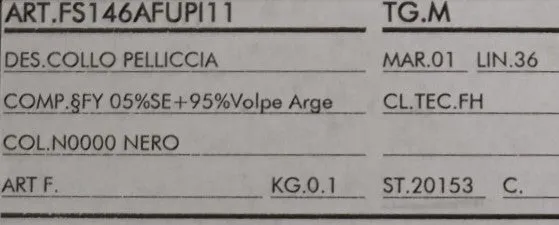 ART.FS146AFUPI11 TG.M
DES.COLLO PELLICCIA MAR.01 LIN.36
COMP.§FY 05%SE+95%Volpe Arge CL.TEC.FH
COL.N0000 NERO
ART F. KG.0.1 ST.20153 C.